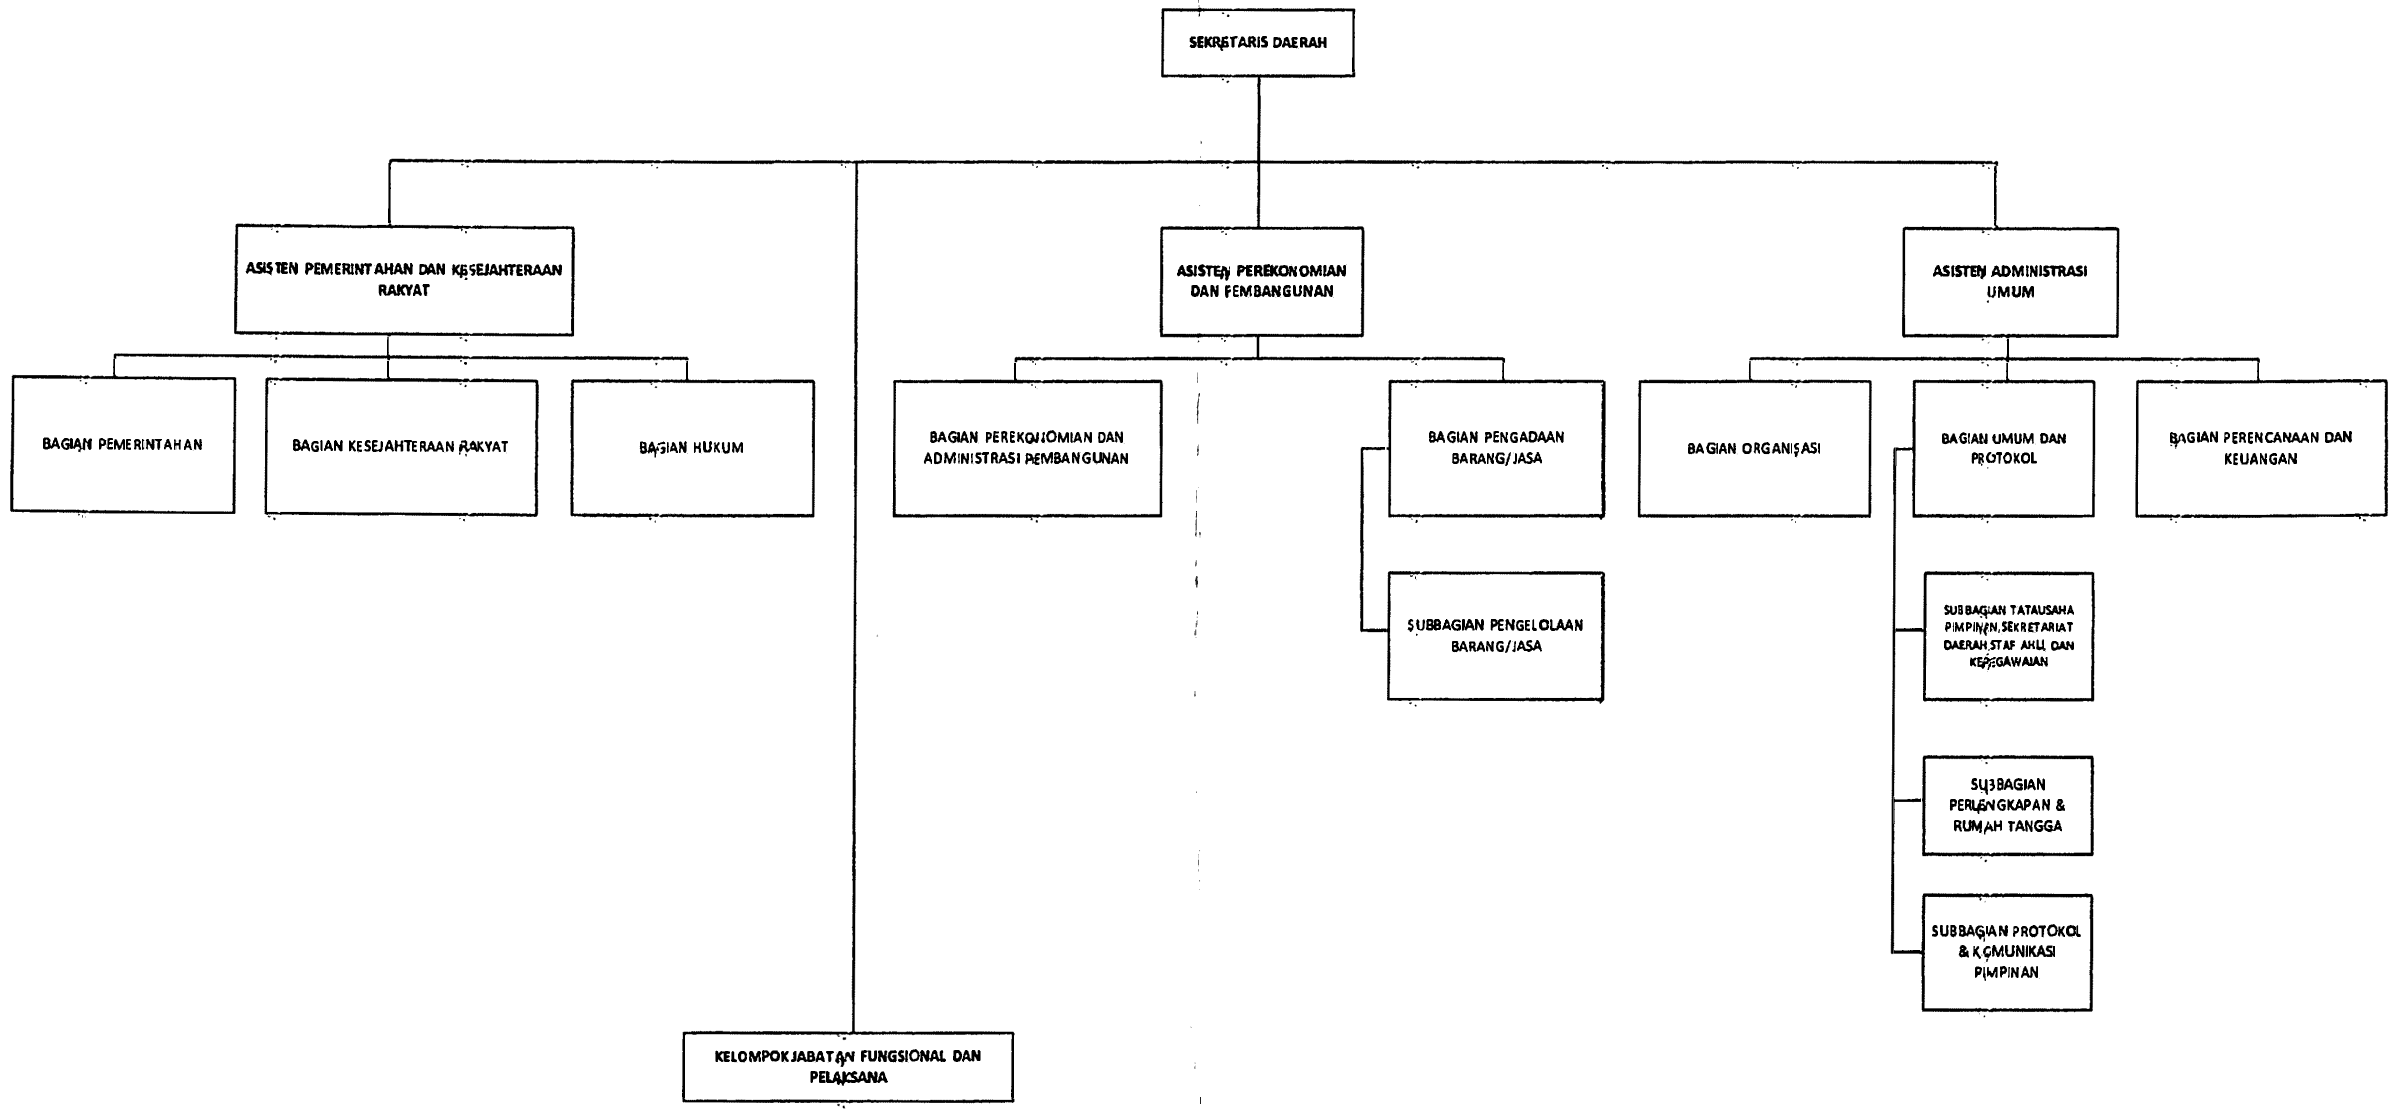 SEKRETARIS DAERAH
ASISTEN PEMERINTAHAN DAN KESEJAHTERAAN
RAKYAT
ASISTEN PEREKONOMIAN
DAN PEMBANGUNAN
ASISTEN ADMINISTRASI
UMUM
BAGIAN PEMERINTAHAN
BAGIAN KESEJAHTERAAN RAKYAT
BAGIAN HUKUM
BAGIAN PEREKONOMIAN DAN
ADMINISTRASI PEMBANGUNAN
BAGIAN PENGADAAN
BARANG/JASA
BAGIAN ORGANISASI
BAGIAN UMUM DAN
PROTOKOL
BAGIAN PERENCANAAN DAN
KEUANGAN
SUBBAGIAN PENGELOLAAN
BARANG/JASA
SUBBAGIAN TATAUSAHA
PIMPINAN, SEKRETARIAT
DAERAH, STAF AHLI, DAN
KEPEGAWAIAN
SUBBAGIAN
PERLENGKAPAN &
RUMAH TANGGA
SUBBAGIAN PROTOKOL
& KOMUNIKASI
PIMPINAN
KELOMPOK JABATAN FUNGSIONAL DAN
PELAKSANA